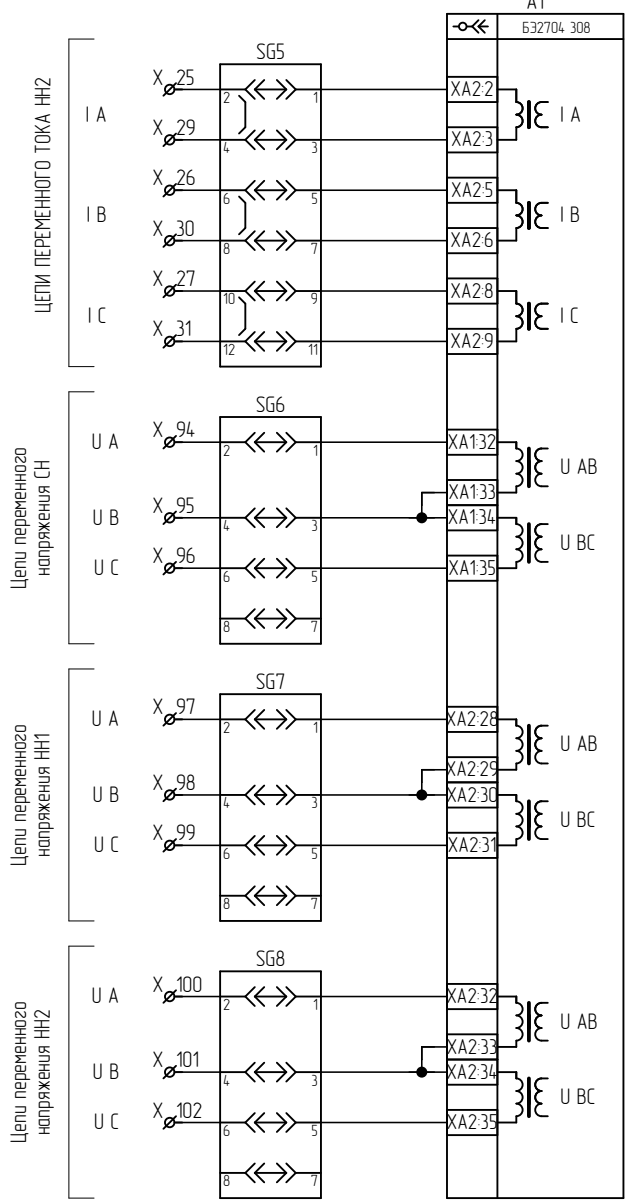 A1
БЭ2704 308
ЦЕПИ ПЕРЕМЕННОГО ТОКА НН2
SG5
I A
X 25
2
1
XA2:2
I A
X 29
4
3
XA2:3
I B
X 26
6
5
XA2:5
I B
X 30
8
7
XA2:6
I C
X 27
10
9
XA2:8
I C
X 31
12
11
XA2:9
Цепи переменного
напряжения СН
SG6
U A
X 94
2
1
XA1:32
U AB
XA1:33
U B
X 95
4
3
XA1:34
U BC
U C
X 96
6
5
XA1:35
8
7
Цепи переменного
напряжения НН1
SG7
U A
X 97
2
1
XA2:28
U AB
XA2:29
U B
X 98
4
3
XA2:30
U BC
U C
X 99
6
5
XA2:31
8
7
Цепи переменного
напряжения НН2
SG8
U A
X 100
2
1
XA2:32
U AB
XA2:33
U B
X 101
4
3
XA2:34
U BC
U C
X 102
6
5
XA2:35
8
7